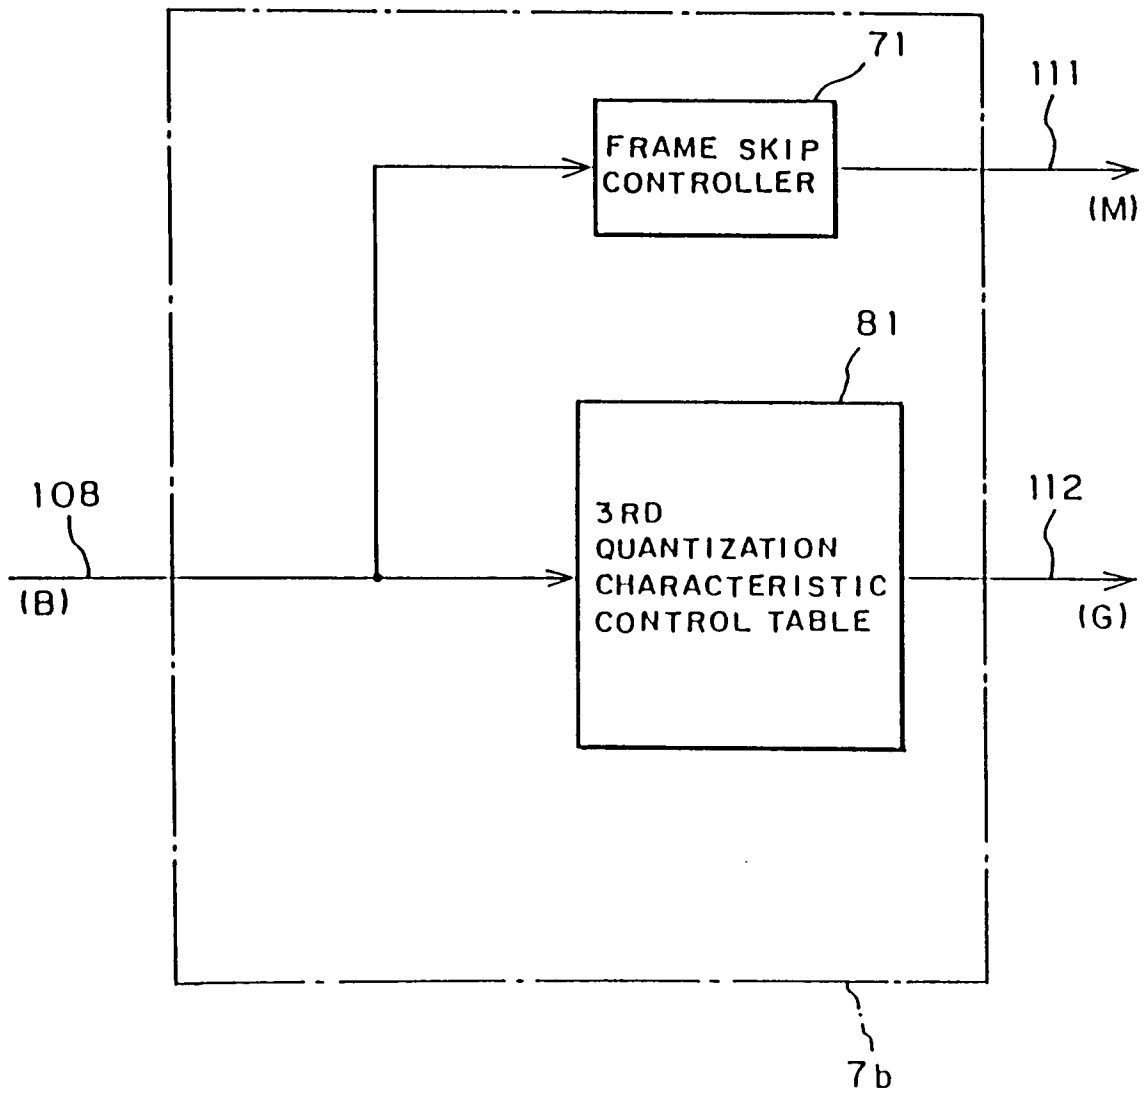 71
111
FRAME SKIP
CONTROLLER
(M)
81
108
112
3RD
QUANTIZATION
CHARACTERISTIC
CONTROL TABLE
(B)
(G)
7b